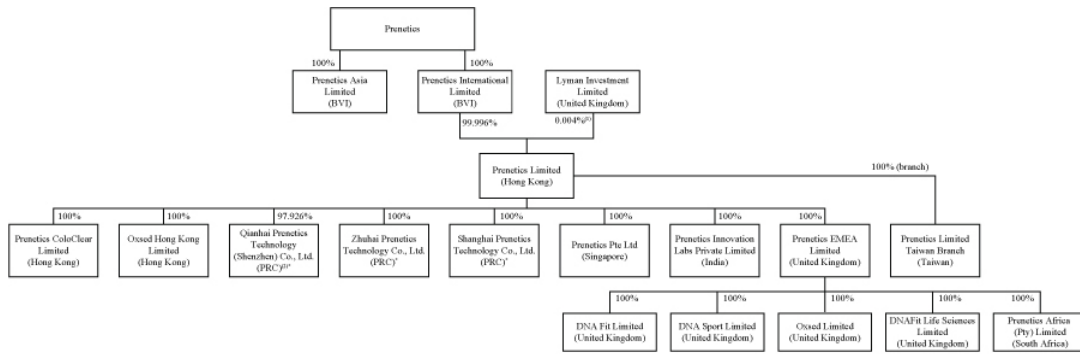 Prenetics
100%
100%
Prenetics Asia
Limited
(BVI)
Prenetics International
Limited
(BVI)
Lyman Investment
Limited
(United Kingdom)
99.996%
0.004%(1)
Prenetics Limited
(Hong Kong)
100% (branch)
100%
100%
97.926%
100%
100%
100%
100%
100%
Prenetics ColoClear
Limited
(Hong Kong)
Oxsed Hong Kong
Limited
(Hong Kong)
Qianhai Prenetics
Technology
(Shenzhen) Co., Ltd.
(PRC)(2)*
Zhuhai Prenetics
Technology Co., Ltd.
(PRC)*
Shanghai Prenetics
Technology Co., Ltd.
(PRC)*
Prenetics Pte Ltd
(Singapore)
Prenetics Innovation
Labs Private Limited
(India)
Prenetics EMEA
Limited
(United Kingdom)
Prenetics Limited
Taiwan Branch
(Taiwan)
100%
100%
100%
100%
100%
DNA Fit Limited
(United Kingdom)
DNA Sport Limited
(United Kingdom)
Oxsed Limited
(United Kingdom)
DNAFit Life Sciences
Limited
(United Kingdom)
Prenetics Africa
(Pty) Limited
(South Africa)